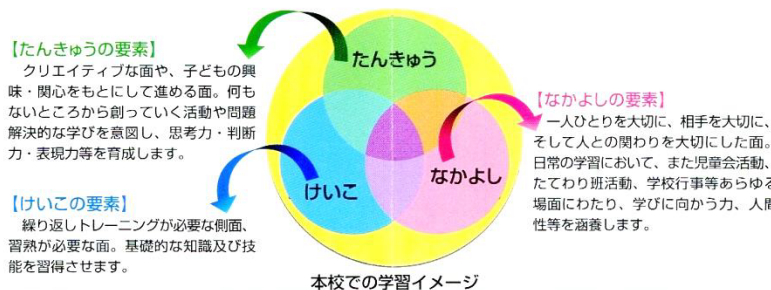 【たんきゅうの要素】
クリエイティブな面や、子どもの興
味・関心をもとにして進める面。何も
ないところから創っていく活動や問題
解決的な学びを意図し、思考力・判断
力・表現力等を育成します。
【けいこの要素】
繰り返しトレーニングが必要な側面、
習熟が必要な面。基礎的な知識及び技
能を習得させます。
たんきゅう
けいこ
なかよし
【なかよしの要素】
一人ひとりを大切に、相手を大切に、
そして人との関わりを大切にした面。
日常の学習において、また児童会活動、
たてわり班活動、学校行事等あらゆる
場面にわたり、学びに向かう力、人間
性等を涵養します。
本校での学習イメージ